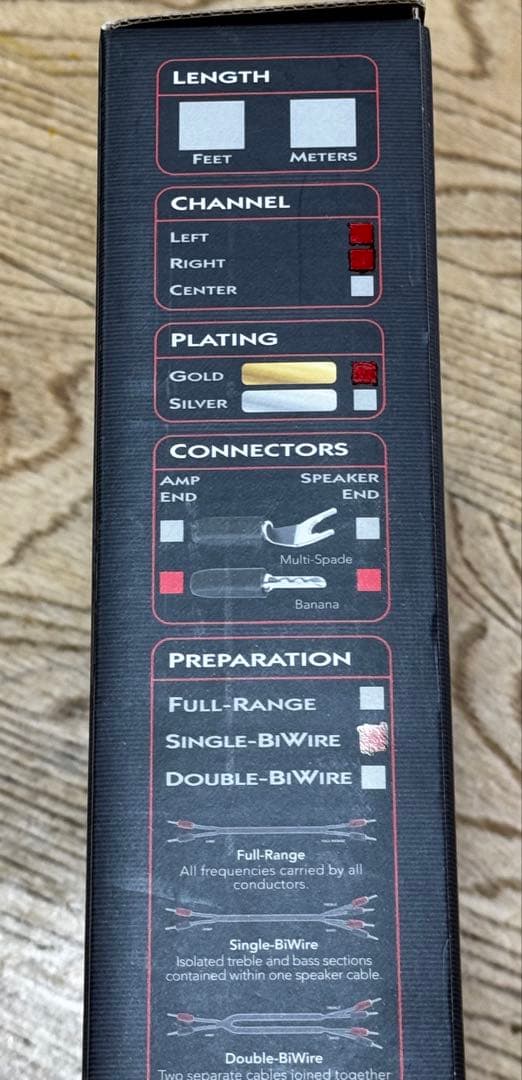 LENGTH
FEET METERS
CHANNEL
LEFT
RIGHT
CENTER
PLATING
GOLD
SILVER
CONNECTORS
AMP END
SPEAKER END
Multi-Spade
Banana
PREPARATION
FULL-RANGE
SINGLE-BIWIRE
DOUBLE-BIWIRE
Full-Range
All frequencies carried by all
conductors.
Single-BiWire
Isolated treble and bass sections
contained within one speaker cable.
Double-BiWire
Two separate cables joined together